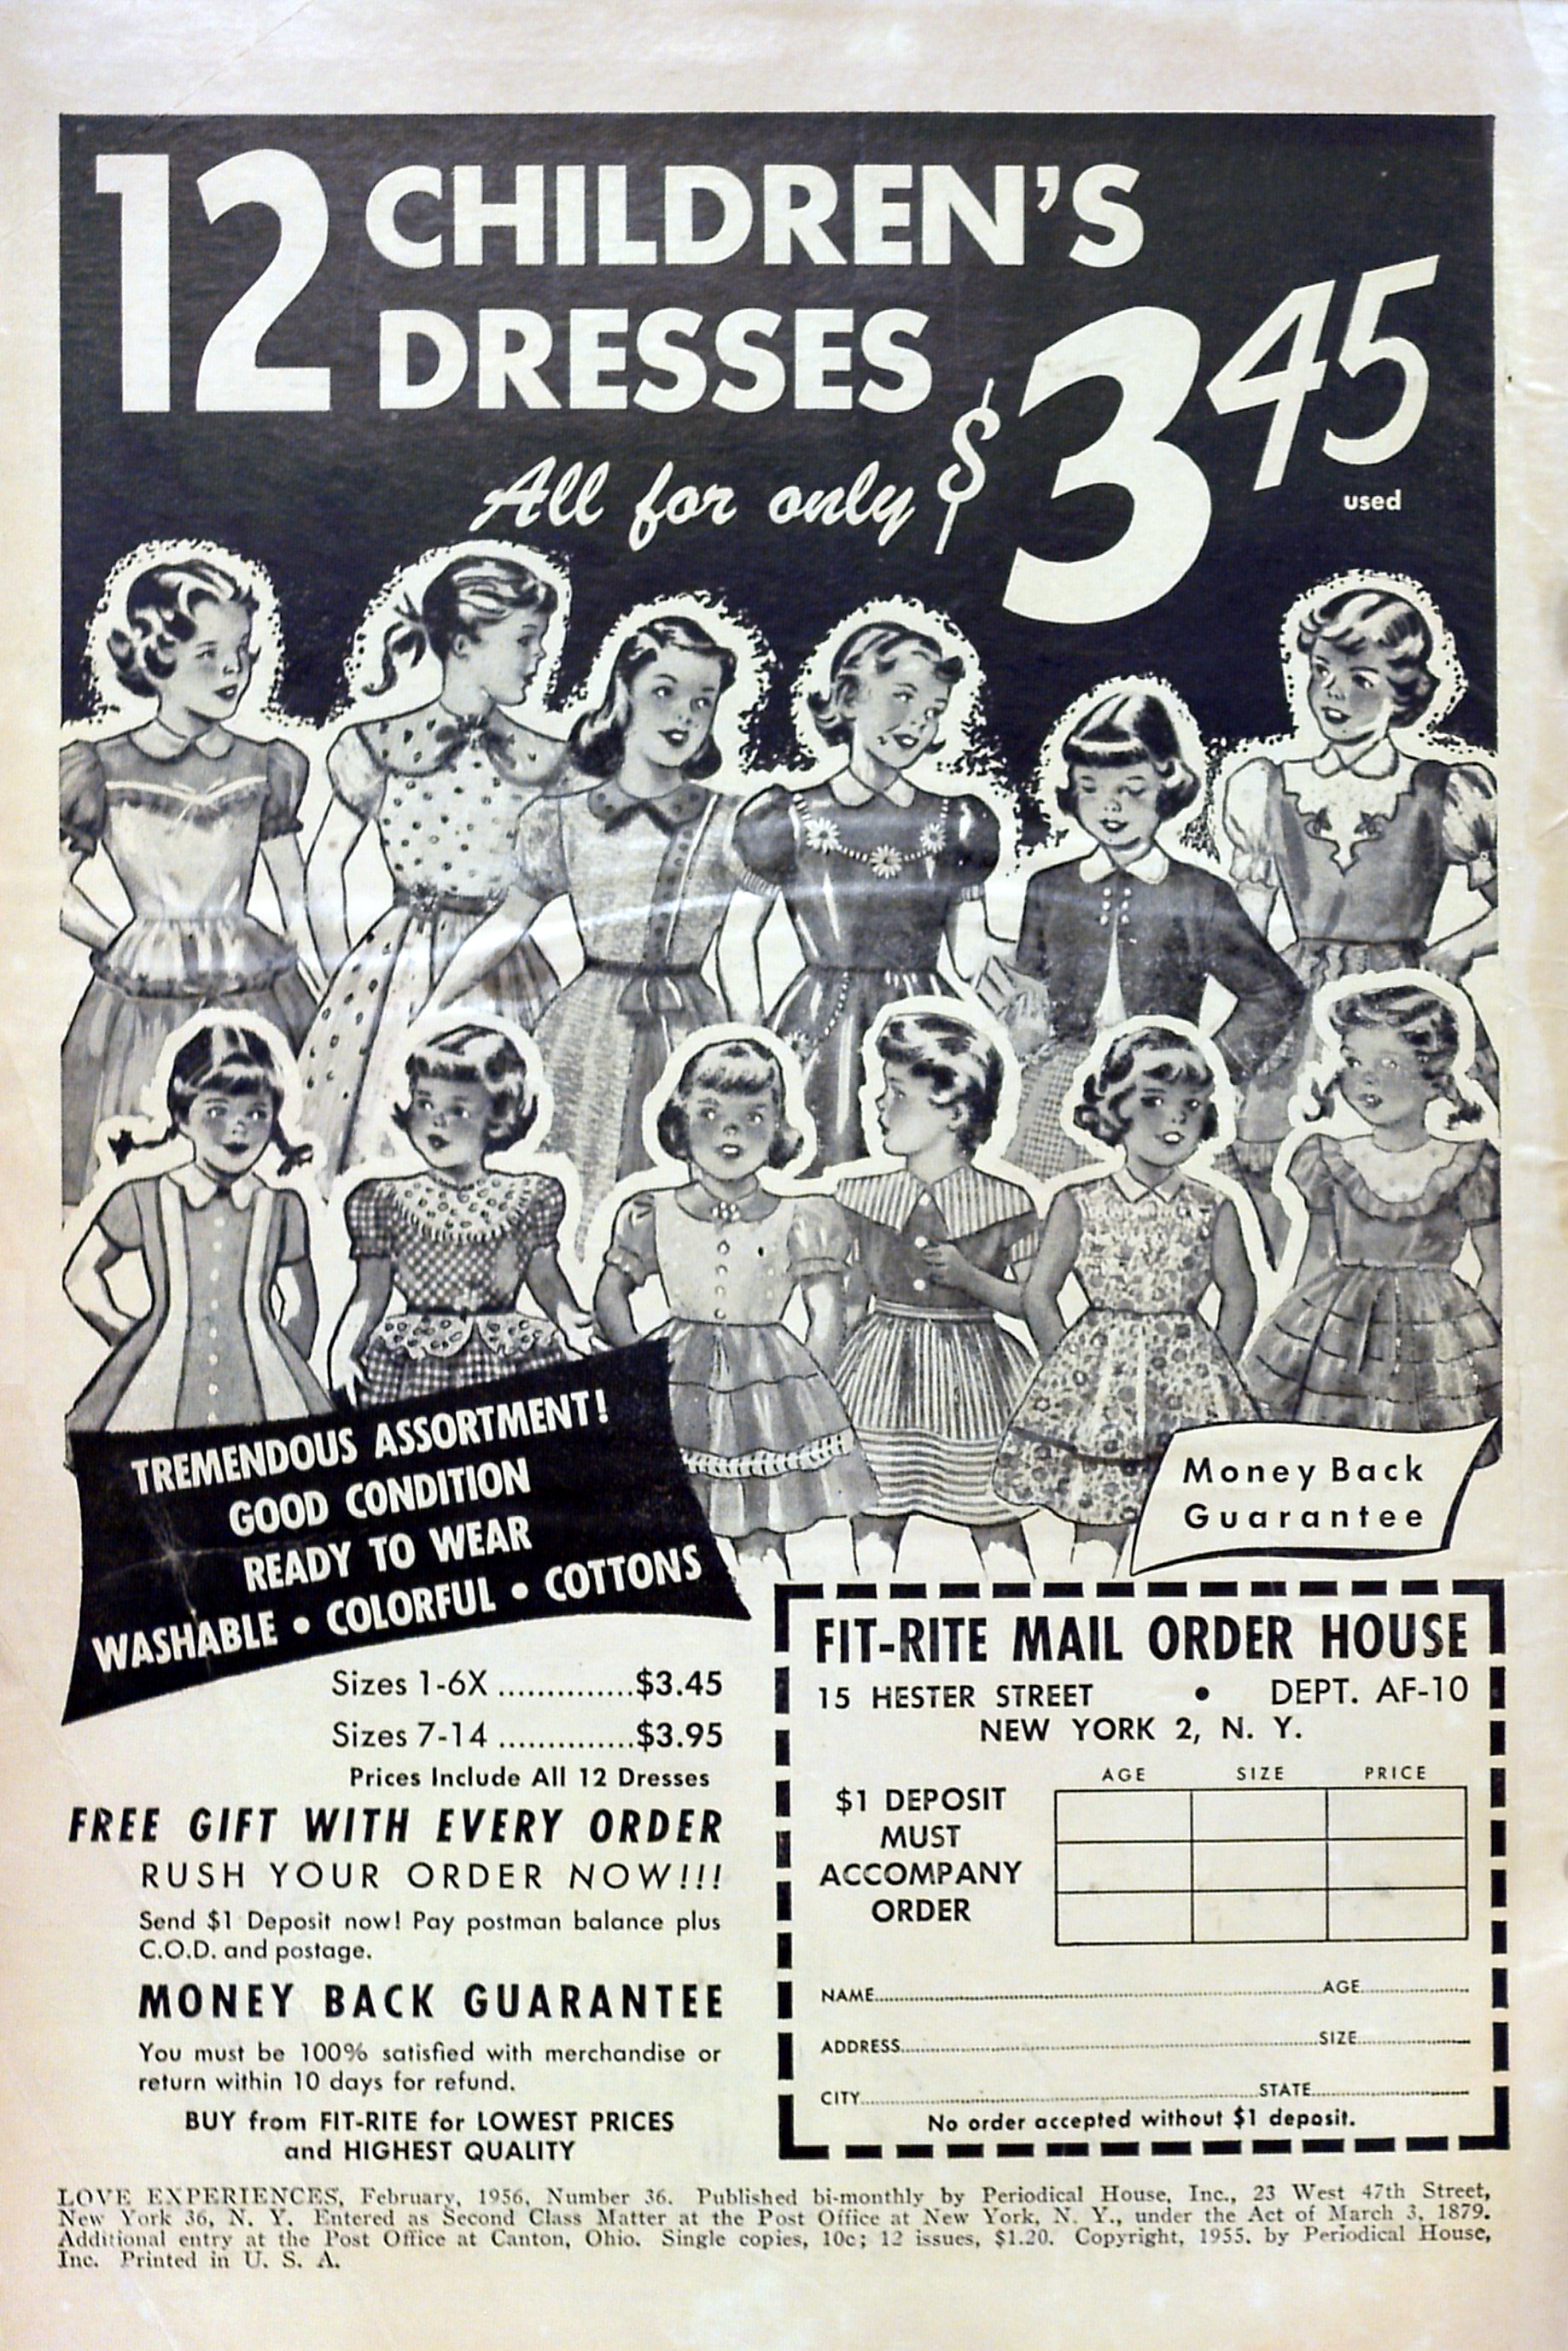 12 CHILDREN'S
DRESSES
All for only $3 45
used
TREMENDOUS ASSORTMENT!
GOOD CONDITION
READY TO WEAR
WASHABLE • COLORFUL • COTTONS
Money Back
Guarantee
Sizes 1-6X ..............$3.45
Sizes 7-14 ..............$3.95
Prices Include All 12 Dresses
FREE GIFT WITH EVERY ORDER
RUSH YOUR ORDER NOW!!!
Send $1 Deposit now! Pay postman balance plus
C.O.D. and postage.
MONEY BACK GUARANTEE
You must be 100% satisfied with merchandise or
return within 10 days for refund.
BUY from FIT-RITE for LOWEST PRICES
and HIGHEST QUALITY
FIT-RITE MAIL ORDER HOUSE
15 HESTER STREET • DEPT. AF-10
NEW YORK 2, N. Y.
$1 DEPOSIT
MUST
ACCOMPANY
ORDER
AGE SIZE PRICE
NAME..............................AGE..............
ADDRESS..............................SIZE..............
CITY..............................STATE..............
No order accepted without $1 deposit.
LOVE EXPERIENCES, February, 1956, Number 36. Published bi-monthly by Periodical House, Inc., 23 West 47th Street,
New York 36, N. Y. Entered as Second Class Matter at the Post Office at New York, N. Y., under the Act of March 3, 1879.
Additional entry at the Post Office at Canton, Ohio. Single copies, 10c; 12 issues, $1.20. Copyright, 1955, by Periodical House,
Inc. Printed in U. S. A.